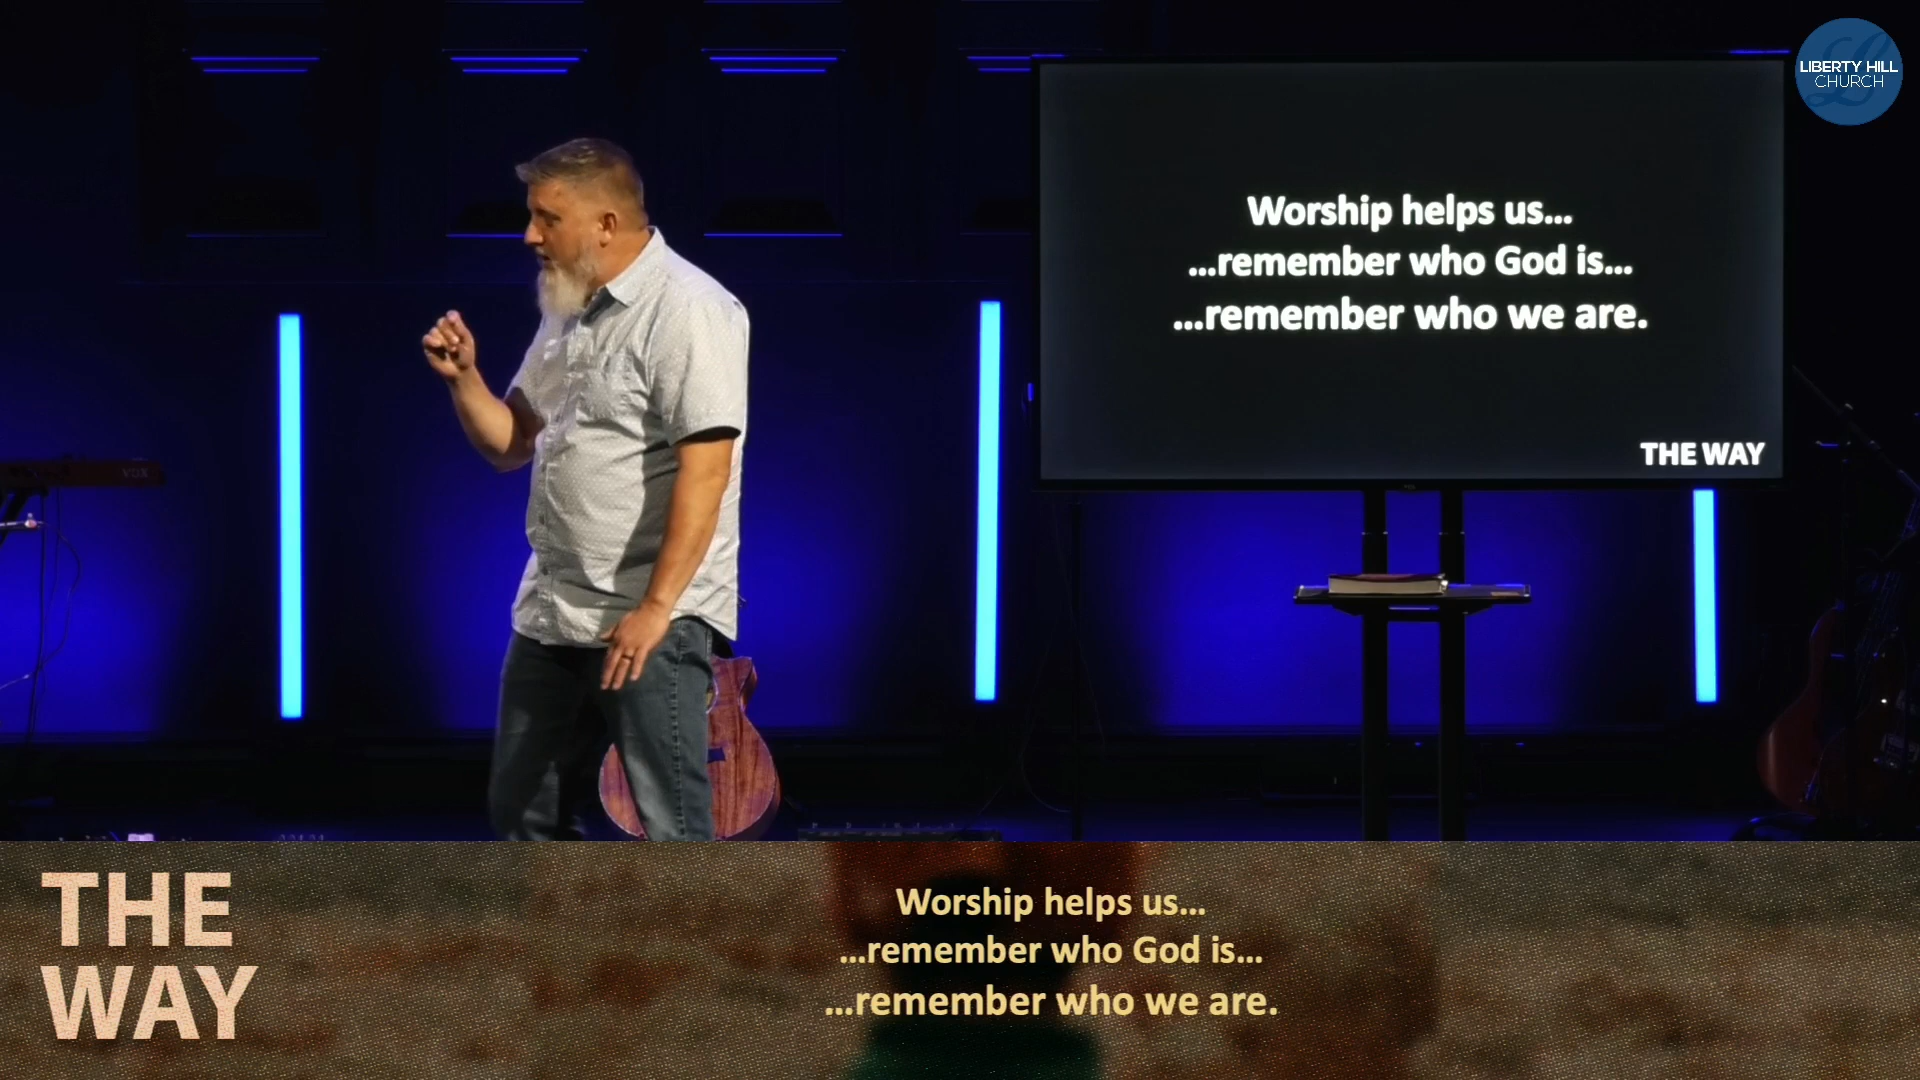 LIBERTY HILL
CHURCH
Worship helps us...
...remember who God is...
...remember who we are.
THE WAY
VOX
THE
WAY
Worship helps us...
...remember who God is...
...remember who we are.